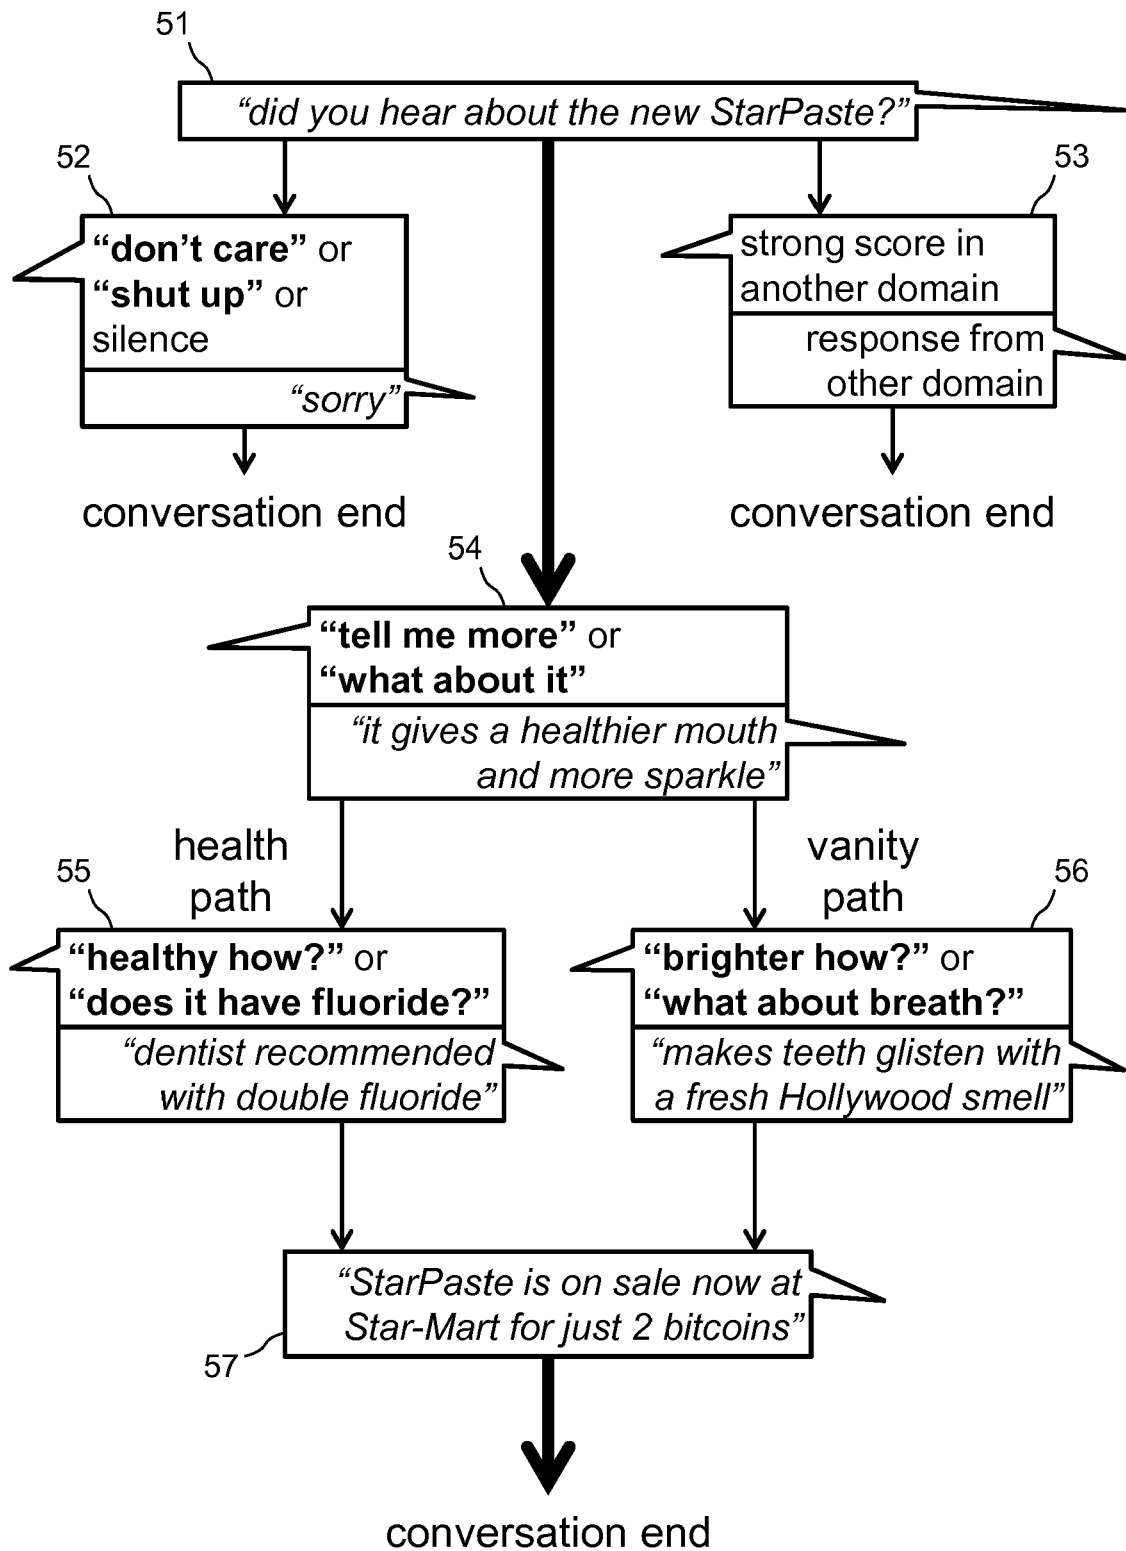 51
“did you hear about the new StarPaste?”
52
“don’t care” or
“shut up” or
silence
“sorry”
conversation end
53
strong score in
another domain
response from
other domain
conversation end
54
“tell me more” or
“what about it”
“it gives a healthier mouth
and more sparkle”
health
path
55
“healthy how?” or
“does it have fluoride?”
“dentist recommended
with double fluoride”
vanity
path
56
“brighter how?” or
“what about breath?”
“makes teeth glisten with
a fresh Hollywood smell”
“StarPaste is on sale now at
Star-Mart for just 2 bitcoins”
57
conversation end